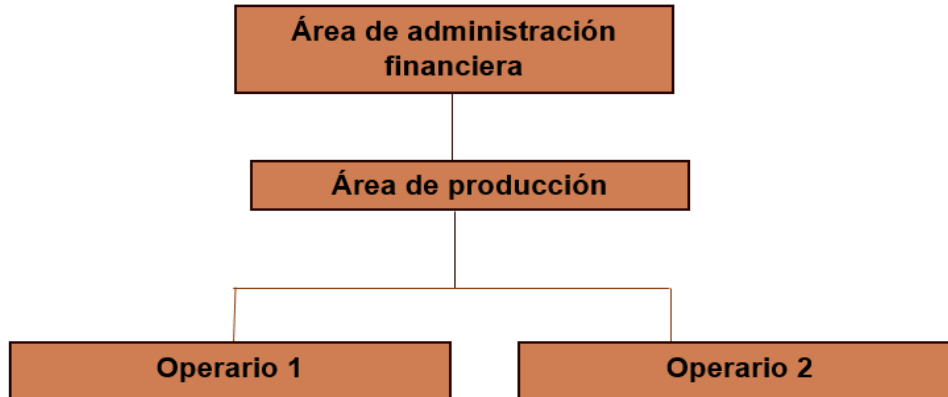 Área de administración
financiera
Área de producción
Operario 1
Operario 2